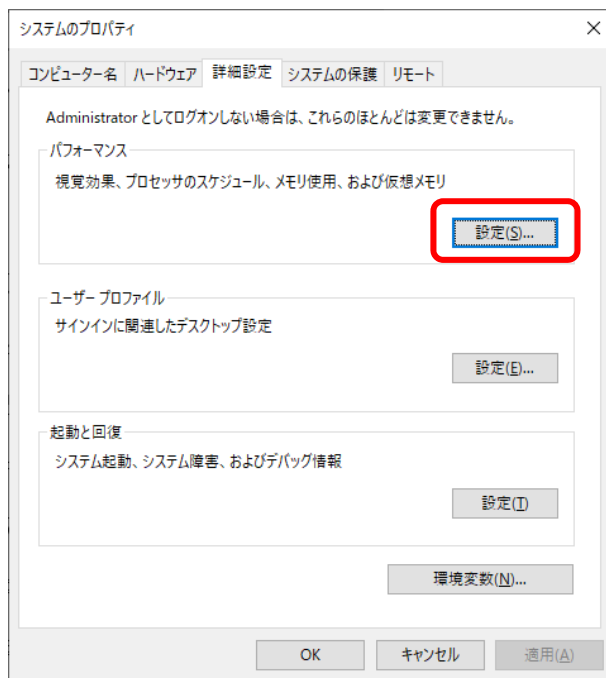 システムのプロパティ
コンピューター名 ハードウェア 詳細設定 システムの保護 リモート
Administrator としてログオンしない場合は、これらのほとんどは変更できません。
パフォーマンス
視覚効果、プロセッサのスケジュール、メモリ使用、および仮想メモリ
設定(S)...
ユーザー プロファイル
サインインに関連したデスクトップ設定
設定(E)...
起動と回復
システム起動、システム障害、およびデバッグ情報
設定(T)
環境変数(N)...
OK キャンセル 適用(A)